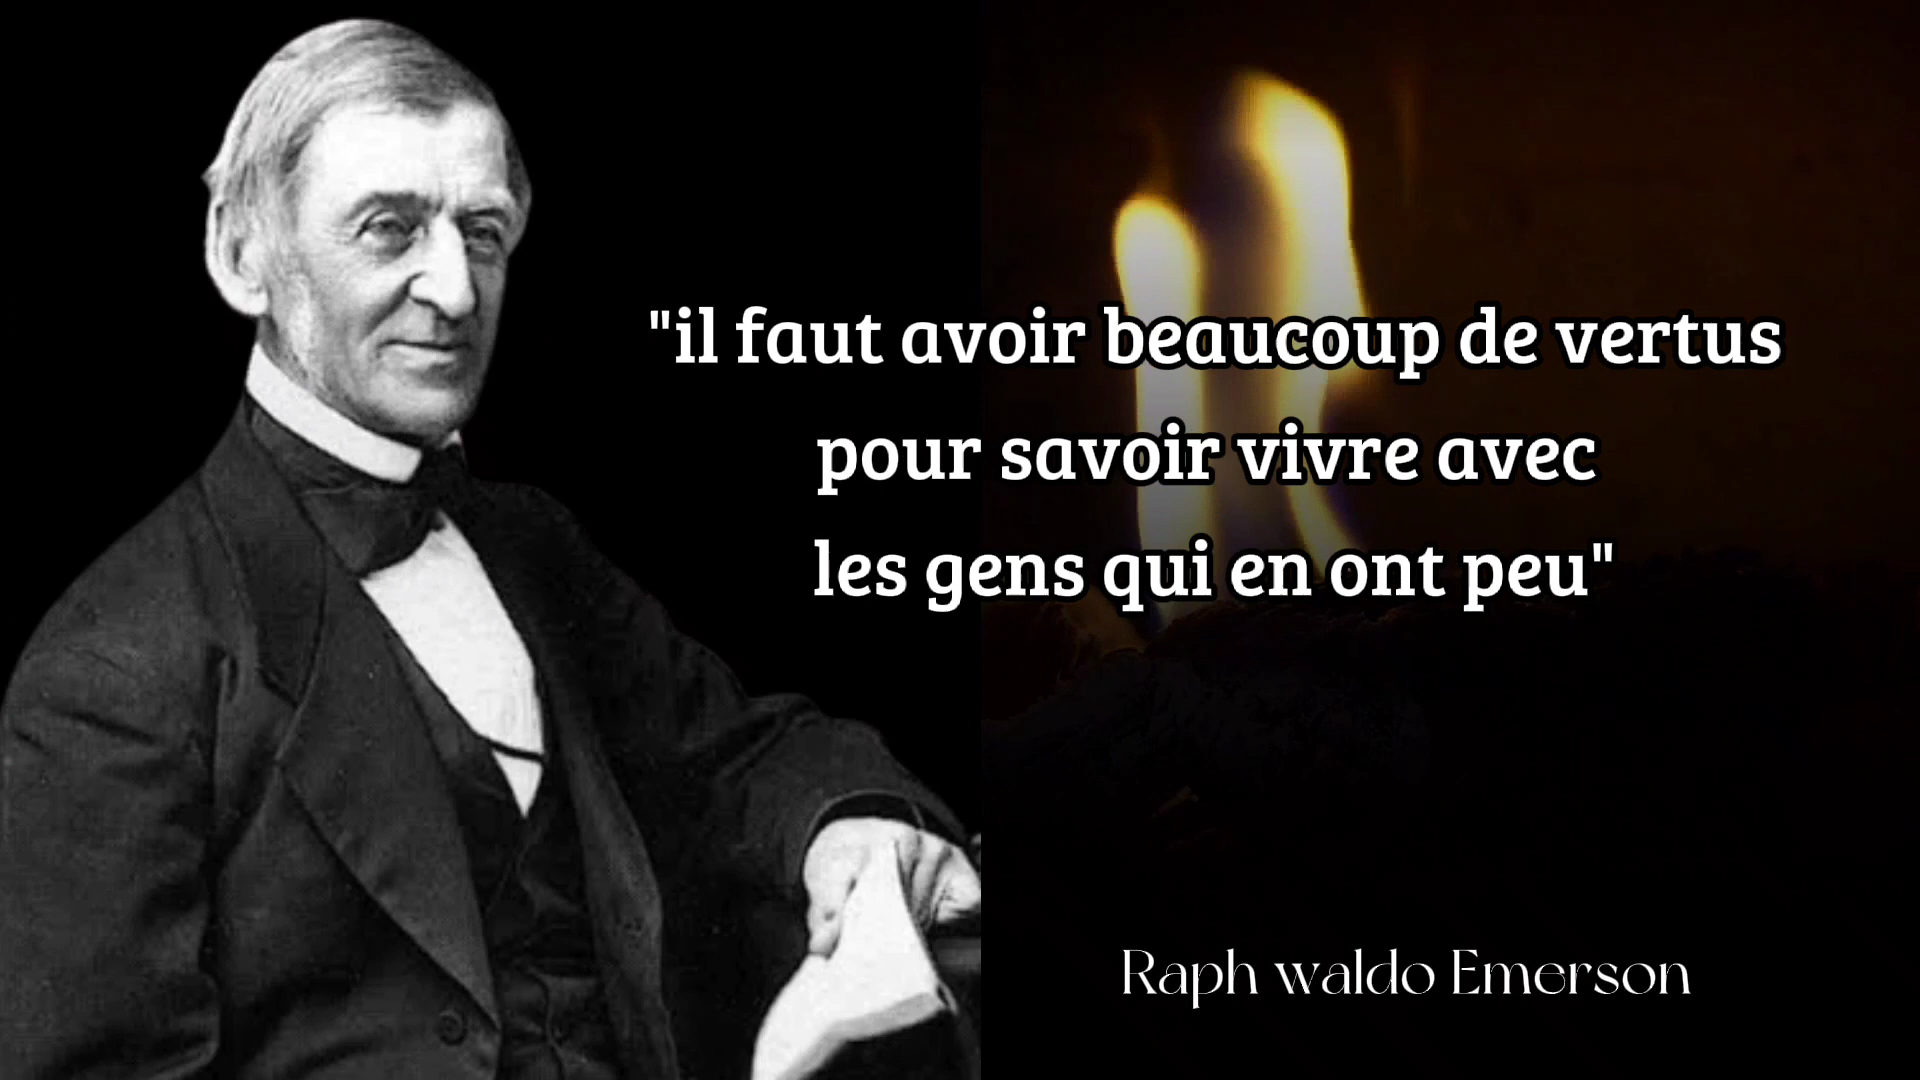 "il faut avoir beaucoup de vertus
pour savoir vivre avec
les gens qui en ont peu"
Raph waldo Emerson